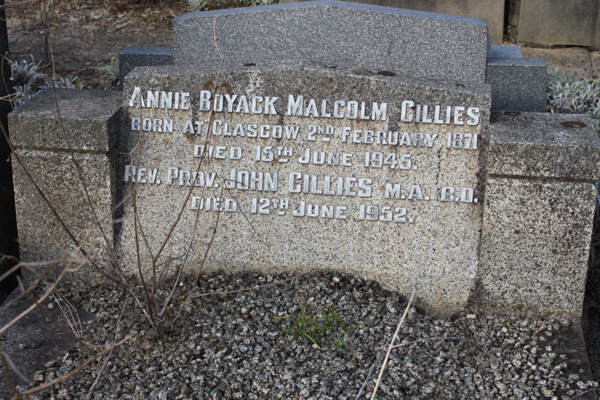 Annie Boyack Malcolm Gillies
Born at Glasgow 2nd February 1871
Died 15th June 1945.
Rev. Prof. John Gillies M.A. B.D.
Died 12th June 1952.